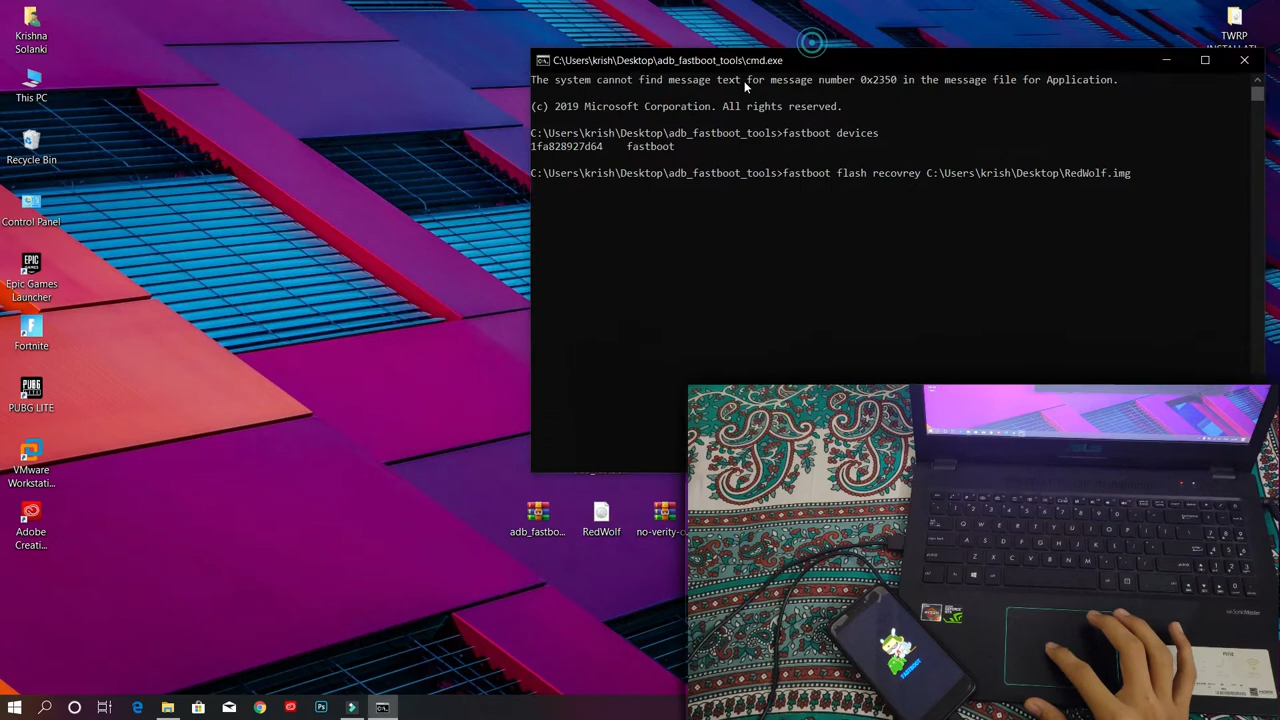 Krishna
Solanki
This PC
Recycle Bin
Control Panel
EPIC
GAMES
Epic Games
Launcher
Fortnite
PUBG LITE
VMware
Workstati...
Adobe
Creati...
TWRP
C:\Users\krish\Desktop\adb_fastboot_tools\cmd.exe
The system cannot find message text for message number 0x2350 in the message file for Application.
(c) 2019 Microsoft Corporation. All rights reserved.
C:\Users\krish\Desktop\adb_fastboot_tools>fastboot devices
1fa828927d64 fastboot
C:\Users\krish\Desktop\adb_fastboot_tools>fastboot flash recovrey C:\Users\krish\Desktop\RedWolf.img
adb_fastbo...
RedWolf
FASTBOOT